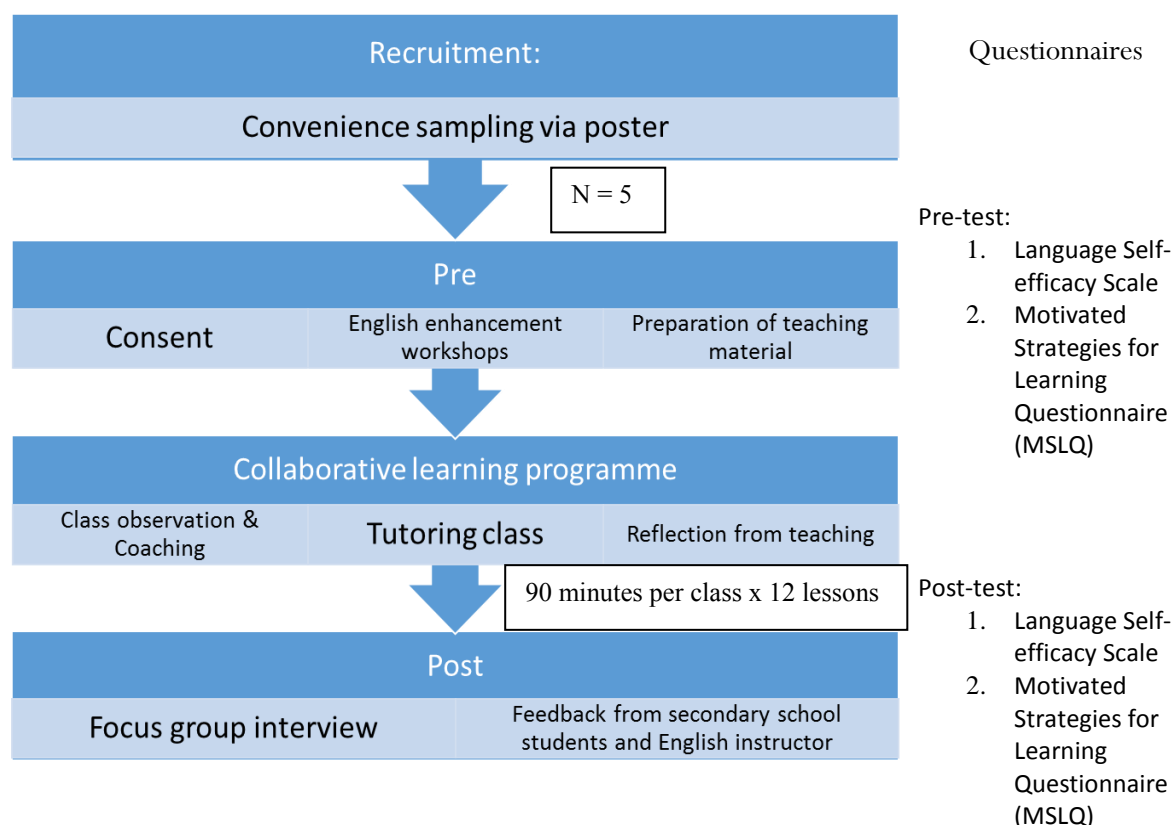 Recruitment:
Questionnaires
Convenience sampling via poster
N = 5
Pre-test:
1. Language Self-
efficacy Scale
2. Motivated
Strategies for
Learning
Questionnaire
(MSLQ)
Pre
Consent
English enhancement
workshops
Preparation of teaching
material
Collaborative learning programme
Class observation &
Coaching
Tutoring class
Reflection from teaching
90 minutes per class x 12 lessons
Post-test:
1. Language Self-
efficacy Scale
2. Motivated
Strategies for
Learning
Questionnaire
(MSLQ)
Post
Focus group interview
Feedback from secondary school
students and English instructor